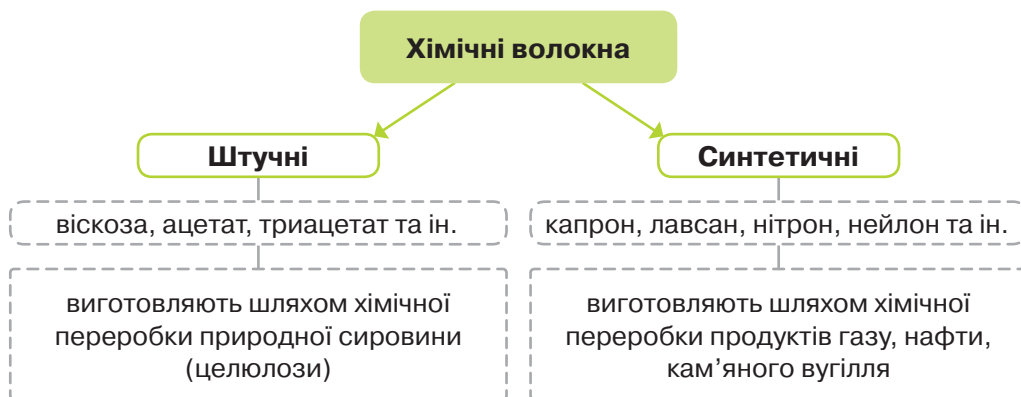 Хімічні волокна
Штучні
віскоза, ацетат, триацетат та ін.
виготовляють шляхом хімічної
переробки природної сировини
(целюлози)
Синтетичні
капрон, лавсан, нітрон, нейлон та ін.
виготовляють шляхом хімічної
переробки продуктів газу, нафти,
кам’яного вугілля